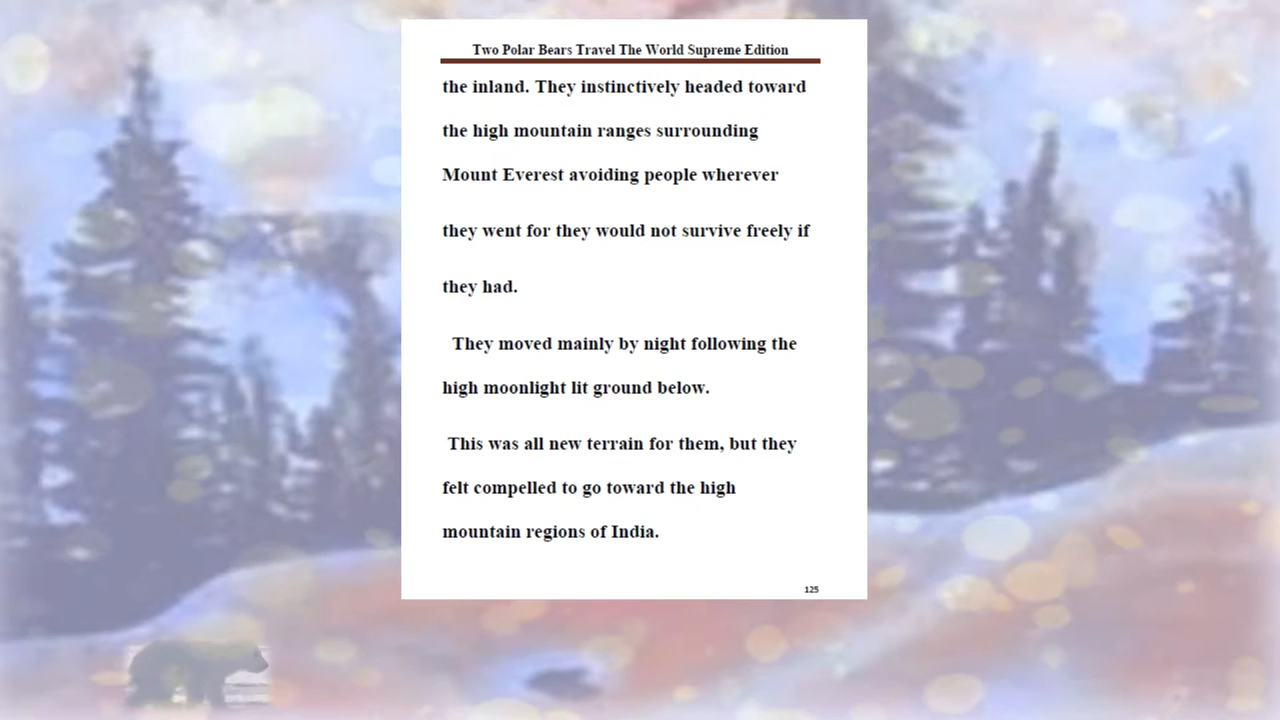 Two Polar Bears Travel The World Supreme Edition
the inland. They instinctively headed toward
the high mountain ranges surrounding
Mount Everest avoiding people wherever
they went for they would not survive freely if
they had.
They moved mainly by night following the
high moonlight lit ground below.
This was all new terrain for them, but they
felt compelled to go toward the high
mountain regions of India.
125